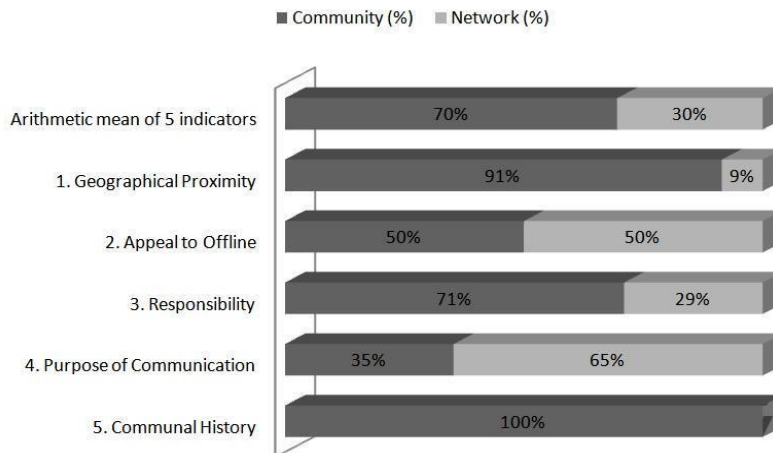 Community (%) Network (%)
Arithmetic mean of 5 indicators 70% 30%
1. Geographical Proximity 91% 9%
2. Appeal to Offline 50% 50%
3. Responsibility 71% 29%
4. Purpose of Communication 35% 65%
5. Communal History 100%